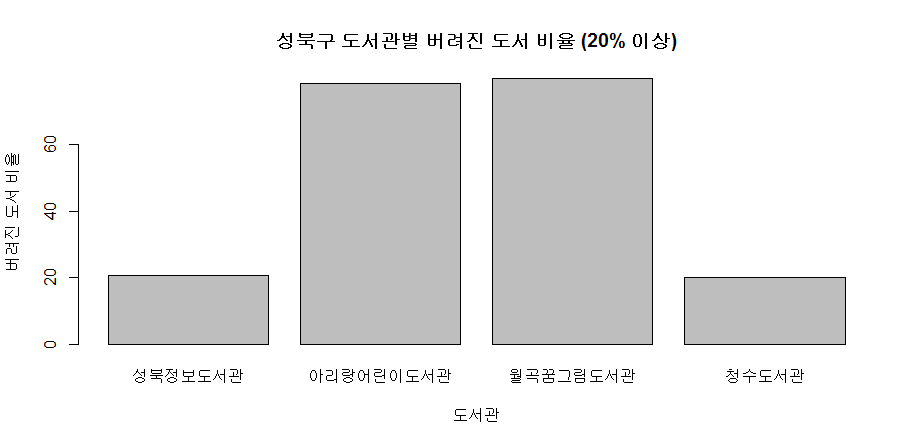 성북구 도서관별 버려진 도서 비율 (20% 이상)
버려진 도서 비율
60
40
20
0
성북정보도서관 아리랑어린이도서관 월곡꿈그림도서관 청수도서관
도서관